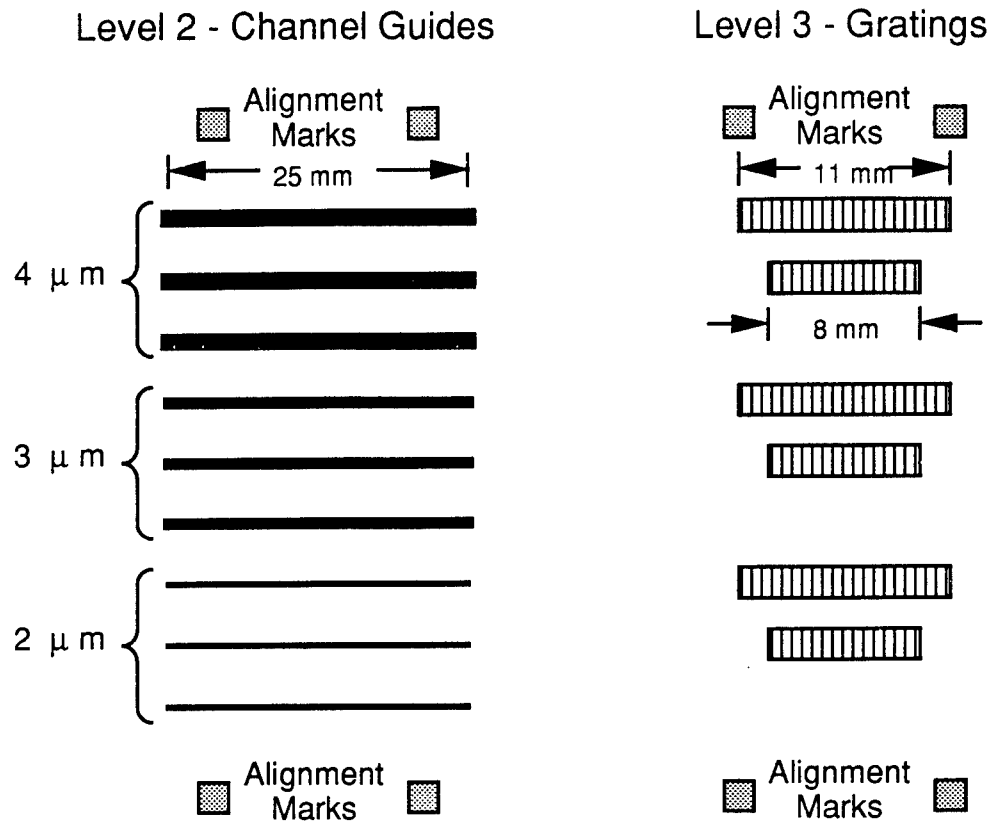 Level 2 - Channel Guides
Alignment
Marks
25 mm
4 μ m
3 μ m
2 μ m
Alignment
Marks
Level 3 - Gratings
Alignment
Marks
11 mm
8 mm
Alignment
Marks